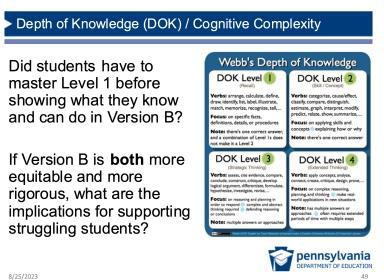 Depth of Knowledge (DOK) / Cognitive Complexity
Did students have to
master Level 1 before
showing what they know
and can do in Version B?
If Version B is both more
equitable and more
rigorous, what are the
implications for supporting
struggling students?
Webb's Depth of Knowledge
DOK Level 1
(Recall)
Verbs: arrange, calculate, define,
draw, identify, list, label, illustrate,
match, memorize, recognize, tell,...
Focus: on specific facts,
definitions, details, or procedures
Note: there's one correct answer,
and a combination of Level 1s does
not make it a Level 2
DOK Level 2
(Skill / Concept)
Verbs: categorize, cause/effect,
classify, compare, distinguish,
estimate, graph, interpret, modify,
predict, relate, show, summarize,...
Focus: on applying skills and
concepts explaining how or why
Note: there's one correct answer
DOK Level 3
(Strategic Thinking)
Verbs: assess, cite evidence, compare,
conclude, construct, critique, develop
logical argument, differentiate, formulate,
hypothesize, investigate, revise,...
Focus: on reasoning and planning in
order to respond complex and abstract
thinking required defending reasoning
or conclusions
Note: multiple answers or approaches
DOK Level 4
(Extended Thinking)
Verbs: apply concepts, analyze,
connect, create, critique, design, prove,...
Focus: on complex reasoning,
planning, and thinking make real-
world applications in new situations
Note: has multiple answers or
approaches often requires extended
periods of time with multiple steps
pennsylvania
DEPARTMENT OF EDUCATION
8/25/2023
49